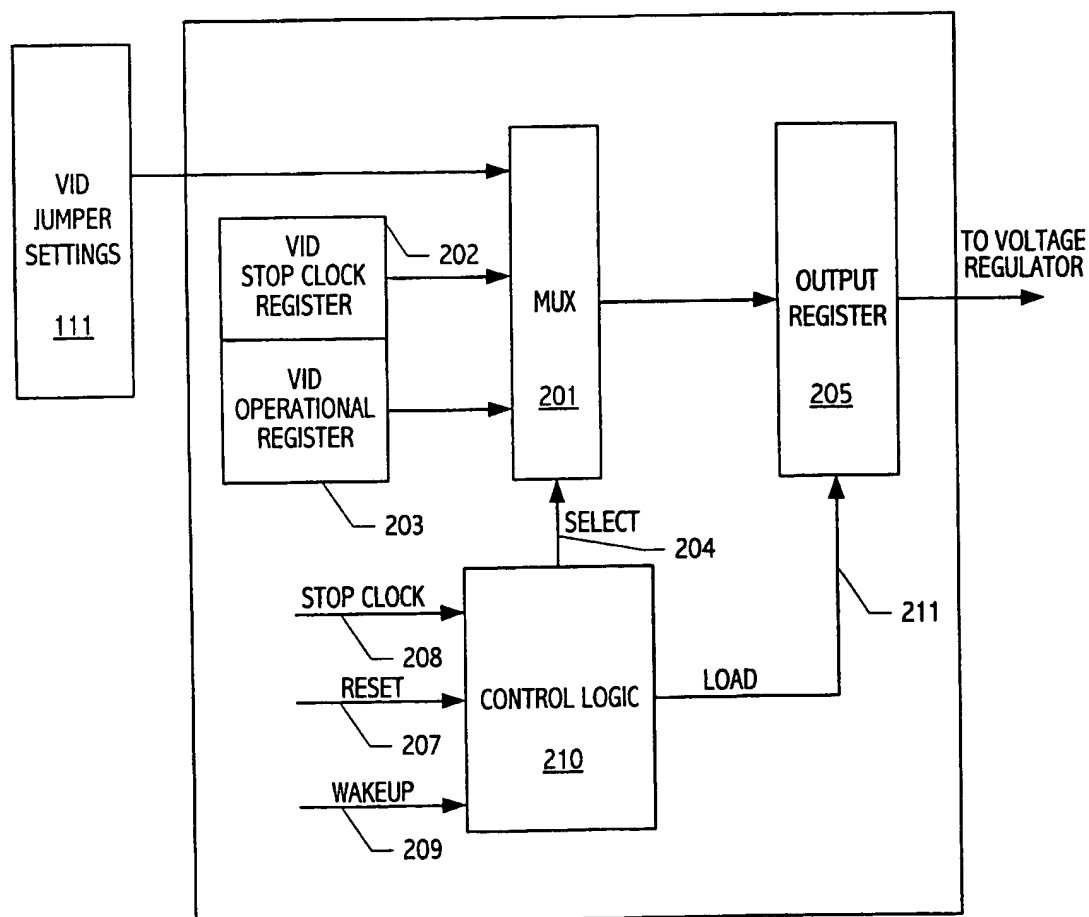 VID
JUMPER
SETTINGS
111
VID
STOP CLOCK
REGISTER
202
VID
OPERATIONAL
REGISTER
203
MUX
201
OUTPUT
REGISTER
205
TO VOLTAGE
REGULATOR
SELECT
204
STOP CLOCK
208
RESET
207
WAKEUP
209
CONTROL LOGIC
210
LOAD
211